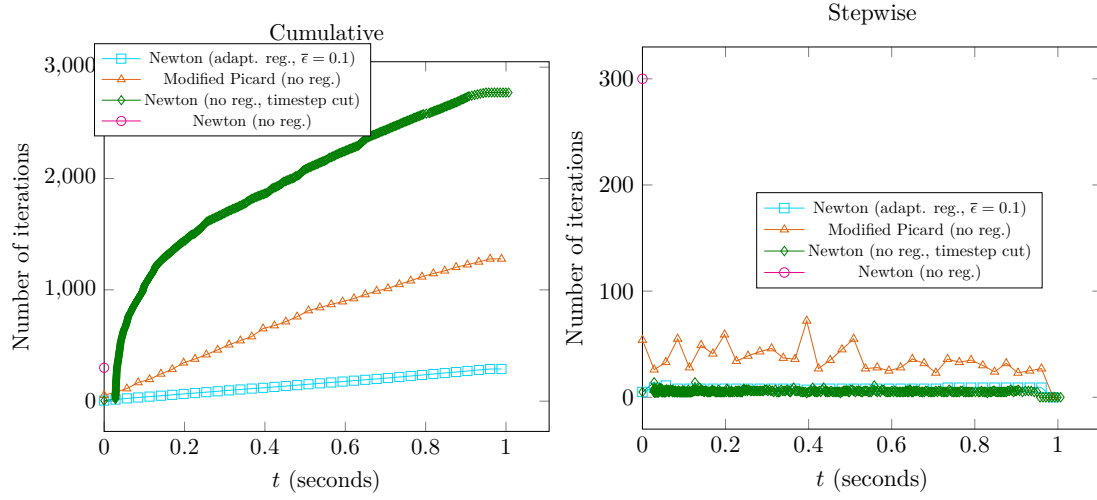 Cumulative
Newton (adapt. reg., ε̄ = 0.1)
Modified Picard (no reg.)
Newton (no reg., timestep cut)
Newton (no reg.)
3,000
2,000
1,000
0
Number of iterations
0
0.2
0.4
0.6
0.8
1
t (seconds)
Stepwise
300
200
100
0
Number of iterations
Newton (adapt. reg., ε̄ = 0.1)
Modified Picard (no reg.)
Newton (no reg., timestep cut)
Newton (no reg.)
0
0.2
0.4
0.6
0.8
1
t (seconds)